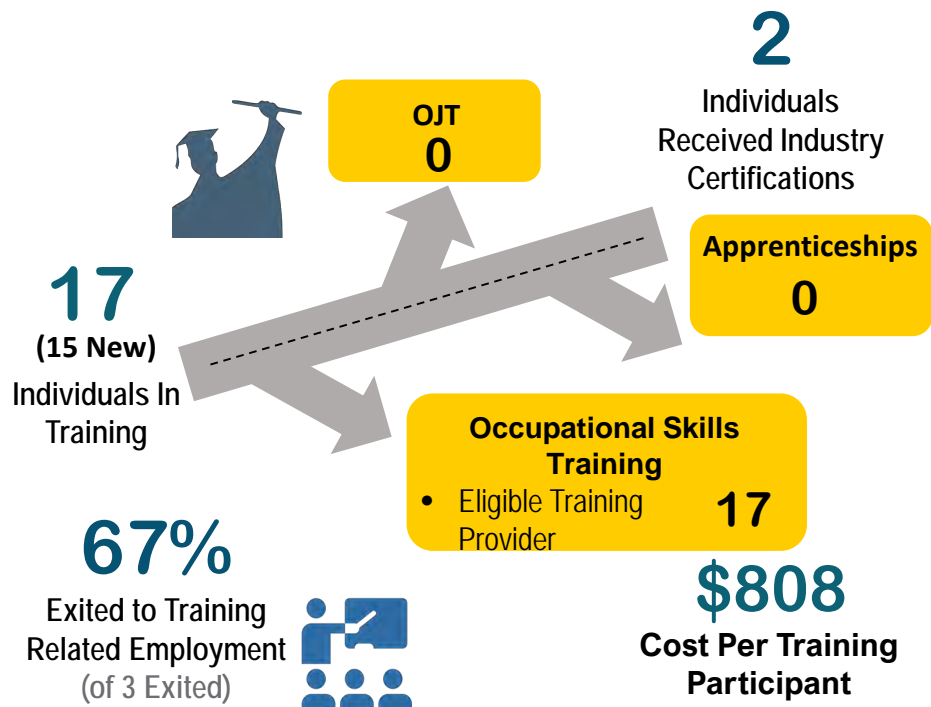 OJT
0
2
Individuals
Received Industry
Certifications
Apprenticeships
0
17
(15 New)
Individuals In
Training
Occupational Skills
Training
• Eligible Training
Provider
17
67%
Exited to Training
Related Employment
(of 3 Exited)
$808
Cost Per Training
Participant